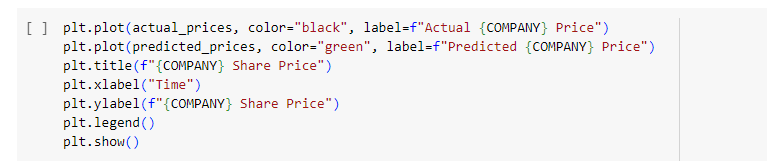 [ ] plt.plot(actual_prices, color="black", label=f"Actual {COMPANY} Price")
plt.plot(predicted_prices, color="green", label=f"Predicted {COMPANY} Price")
plt.title(f"{COMPANY} Share Price")
plt.xlabel("Time")
plt.ylabel(f"{COMPANY} Share Price")
plt.legend()
plt.show()